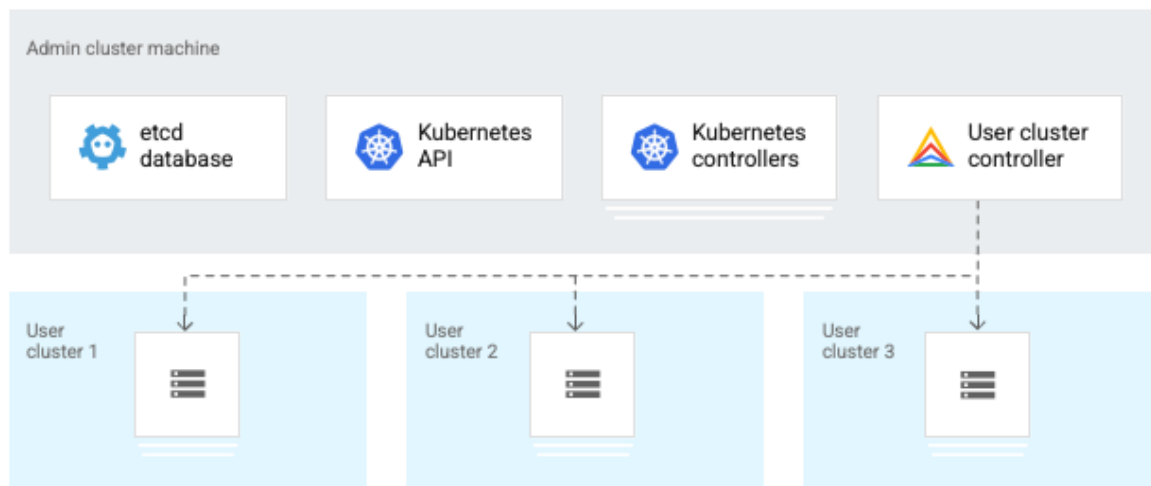 Admin cluster machine
etcd
database
Kubernetes
API
Kubernetes
controllers
User cluster
controller
User
cluster 1
User
cluster 2
User
cluster 3